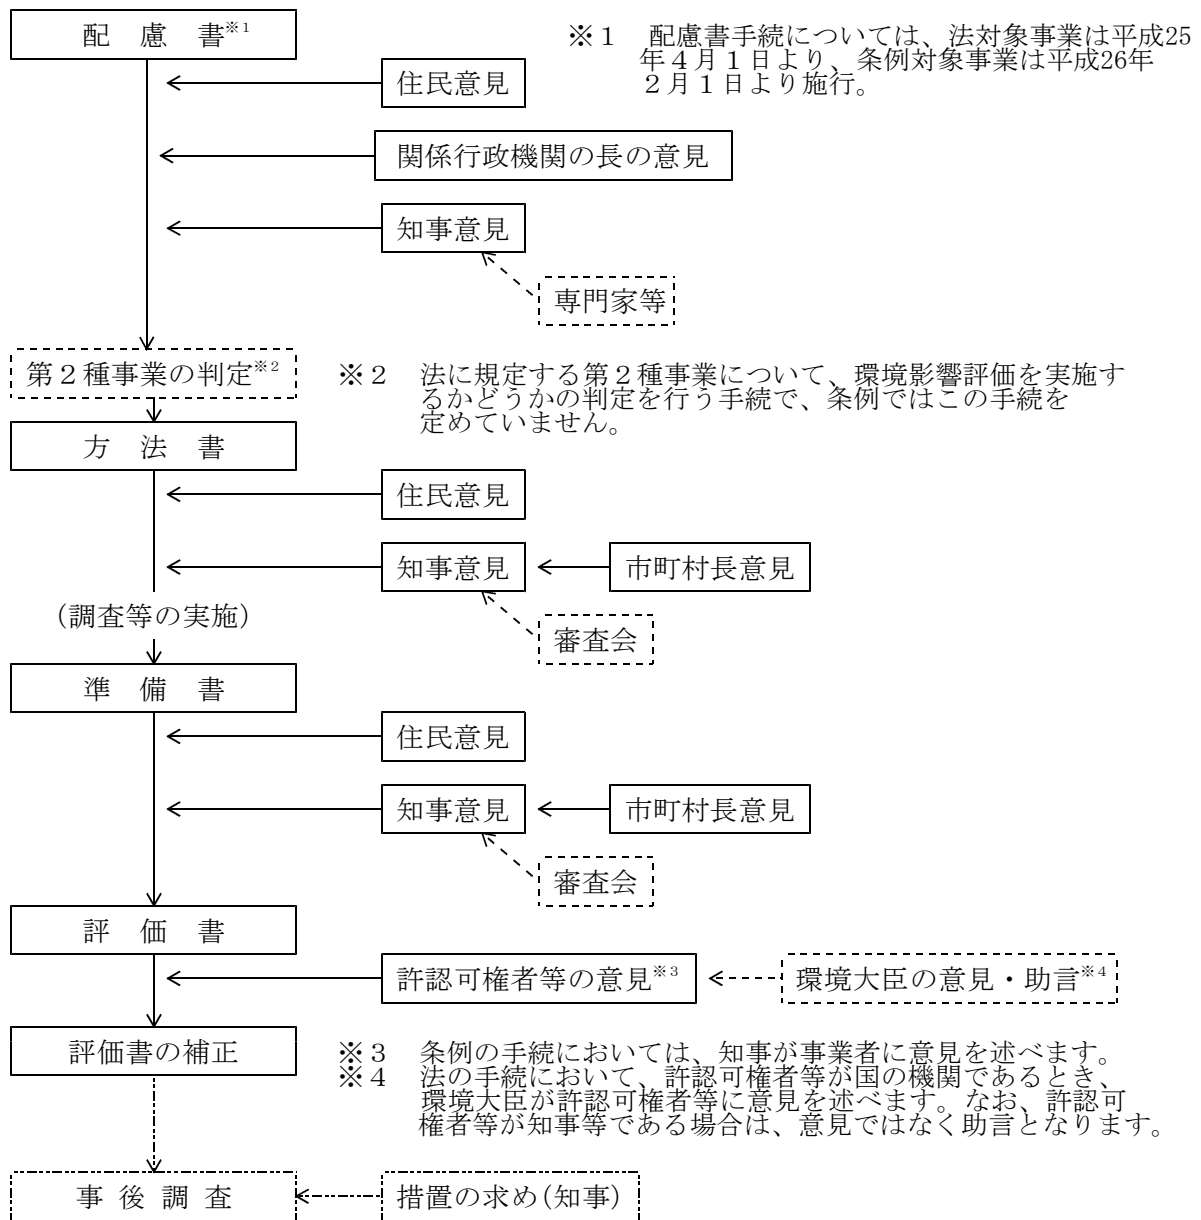 配　慮　書※1
※１　配慮書手続については、法対象事業は平成25
年４月１日より、条例対象事業は平成26年
２月１日より施行。
住民意見
関係行政機関の長の意見
知事意見
専門家等
第２種事業の判定※2
※２　法に規定する第２種事業について、環境影響評価を実施す
るかどうかの判定を行う手続で、条例ではこの手続を
定めていません。
方　法　書
住民意見
知事意見
市町村長意見
(調査等の実施)
審査会
準　備　書
住民意見
知事意見
市町村長意見
審査会
評　価　書
許認可権者等の意見※3
環境大臣の意見・助言※4
評価書の補正
※３　条例の手続においては、知事が事業者に意見を述べます。
※４　法の手続において、許認可権者等が国の機関であるとき、
環境大臣が許認可権者等に意見を述べます。なお、許認可
権者等が知事等である場合は、意見ではなく助言となります。
事 後 調 査
措置の求め(知事)